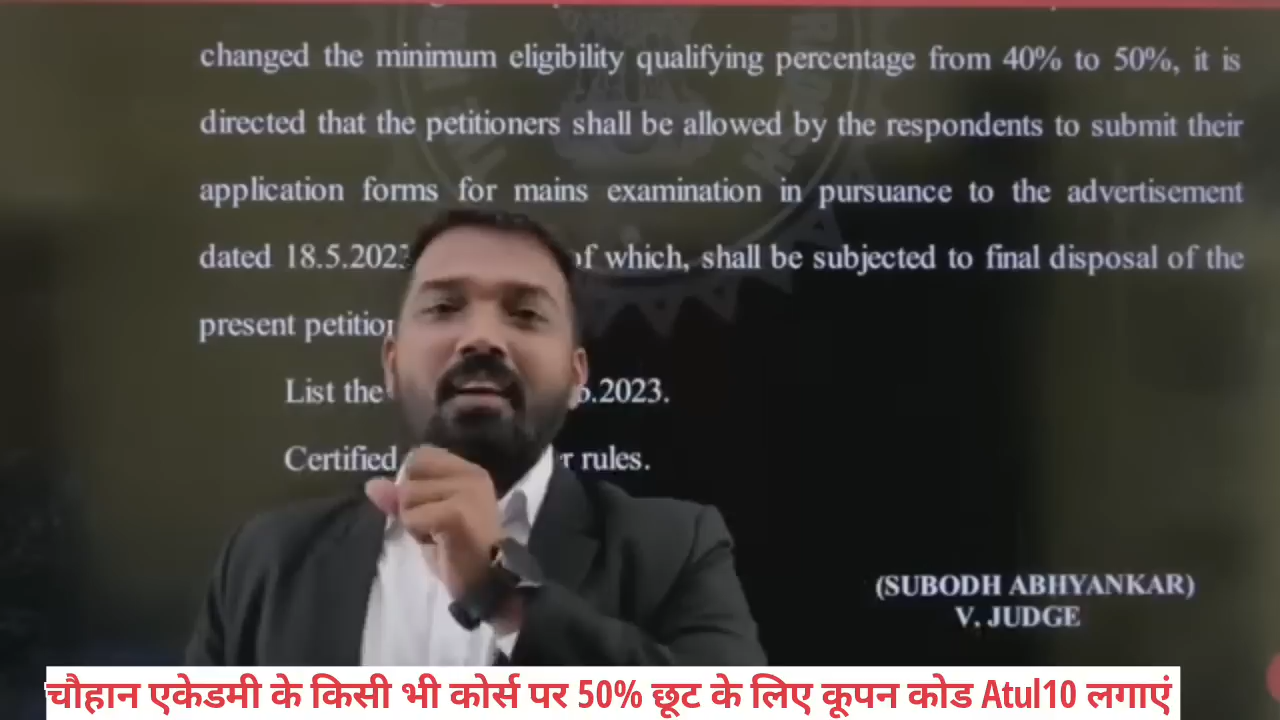 changed the minimum eligibility qualifying percentage from 40% to 50%, it is
directed that the petitioners shall be allowed by the respondents to submit their
application forms for mains examination in pursuance to the advertisement
dated 18.5.2023 of which, shall be subjected to final disposal of the
present petition
List the .2023.
Certified rules.
(SUBODH ABHYANKAR)
V. JUDGE
चौहान एकेडमी के किसी भी कोर्स पर 50% छूट के लिए कूपन कोड Atul10 लगाएं